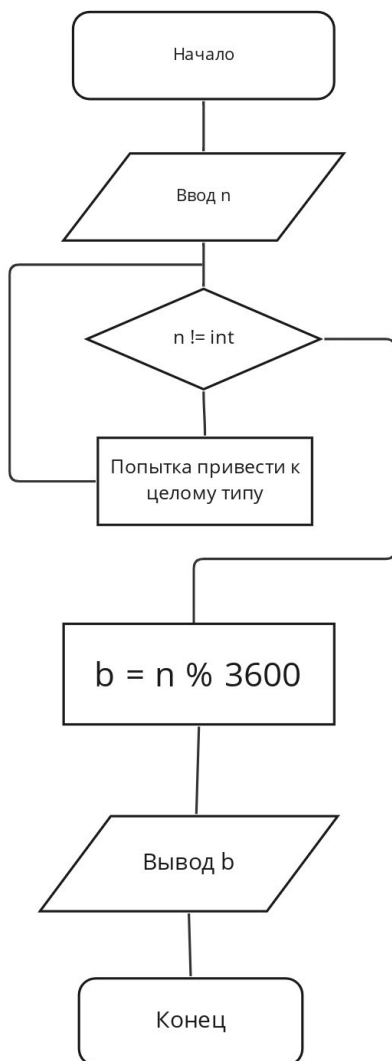 Начало
Ввод n
n != int
Попытка привести к
целому типу
b = n % 3600
Вывод b
Конец